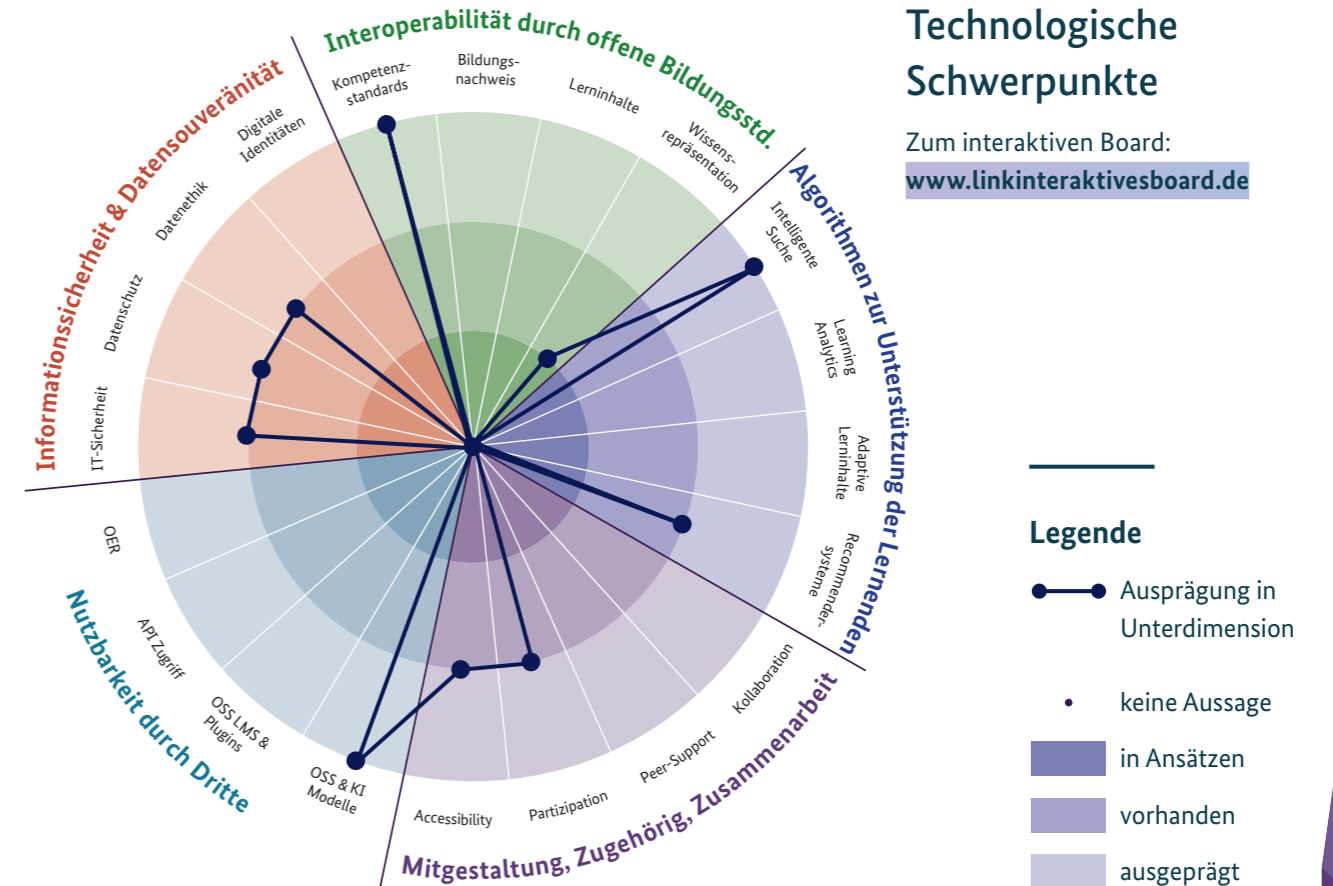 Technologische
Schwerpunkte
Zum interaktiven Board:
www.linkinteraktivesboard.de
Interoperabilität durch offene Bildungsstd.
Kompetenz-
standards
Bildungs-
nachweis
Lerninhalte
Wissens-
repräsentation
Algorithmen zur Unterstützung der Lernenden
Intelligente
Suche
Learning
Analytics
Adaptive
Lerninhalte
Recommender-
systeme
Mitgestaltung, Zugehörig, Zusammenarbeit
Kollaboration
Peer-Support
Partizipation
Accessibility
Nutzbarkeit durch Dritte
OSS & KI
Modelle
OSS LMS &
Plugins
API Zugriff
OER
Informationssicherheit & Datensouveränität
IT-Sicherheit
Datenschutz
Datenethik
Digitale
Identitäten
Legende
Ausprägung in
Unterdimension
keine Aussage
in Ansätzen
vorhanden
ausgeprägt